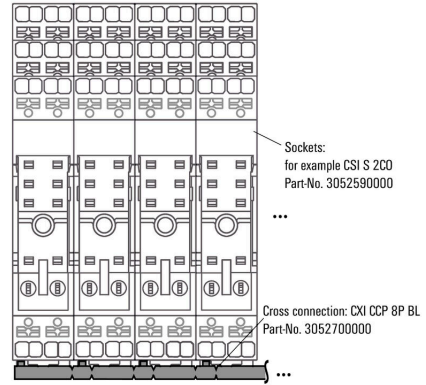 Sockets:
for example CSI S 2CO
Part-No. 3052590000
...
Cross connection: CXI CCP 8P BL
Part-No. 3052700000
...